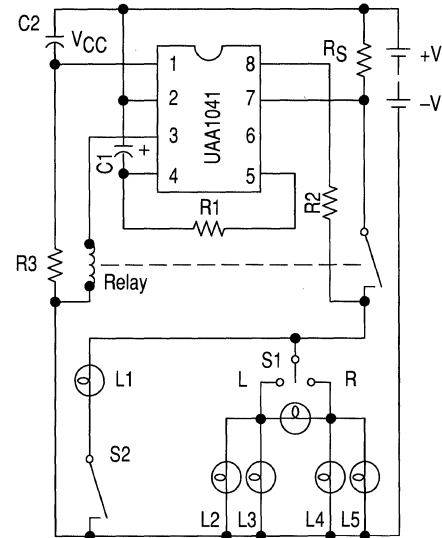 C2
VCC
RS
+V
–V
1
8
2
7
3
6
4
5
UAA1041
C1
+
R1
R2
R3
Relay
L1
S1
L
R
S2
L2
L3
L4
L5